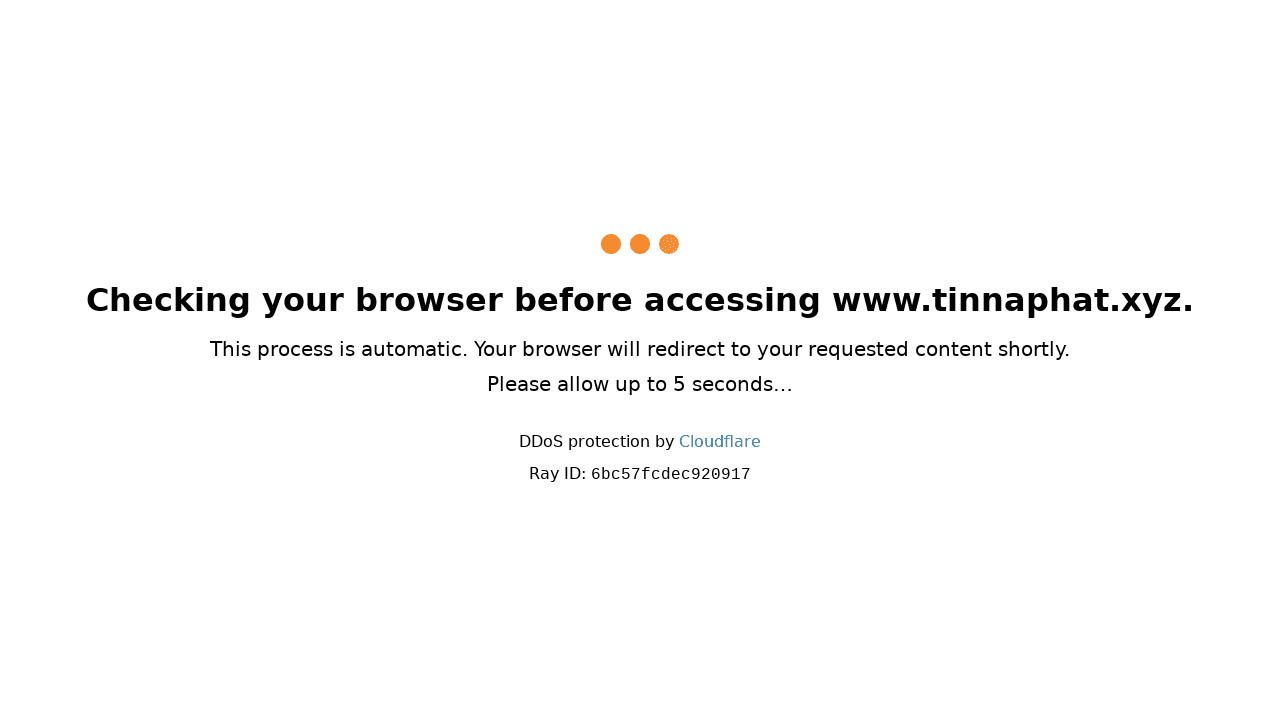 Checking your browser before accessing www.tinnaphat.xyz.
This process is automatic. Your browser will redirect to your requested content shortly.
Please allow up to 5 seconds…
DDoS protection by Cloudflare
Ray ID: 6bc57fcdec920917